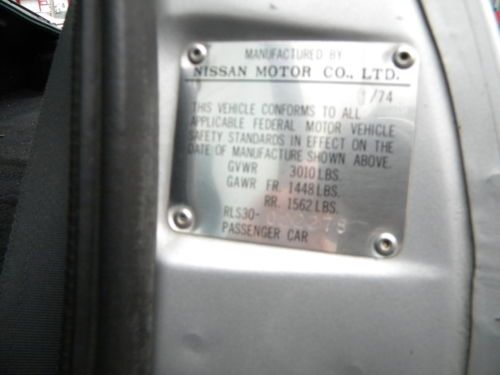 MANUFACTURED BY
NISSAN MOTOR CO., LTD.
1/74
THIS VEHICLE CONFORMS TO ALL
APPLICABLE FEDERAL MOTOR VEHICLE
SAFETY STANDARDS IN EFFECT ON THE
DATE OF MANUFACTURE SHOWN ABOVE.
GVWR 3010 LBS.
GAWR FR. 1448 LBS.
RR. 1562 LBS.
RLS30-
PASSENGER CAR